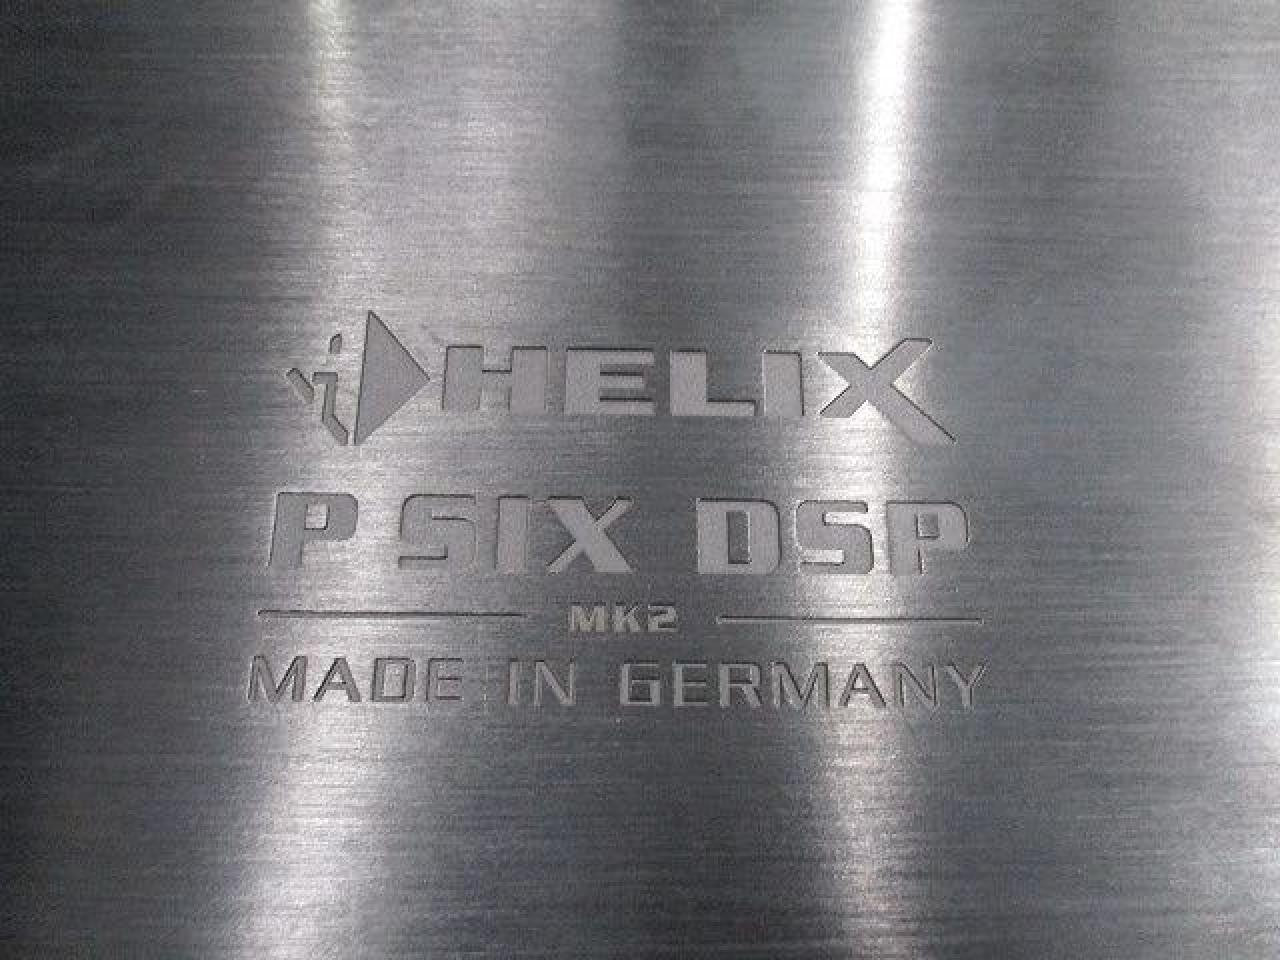 HELIX
P SIX DSP
MK2
MADE IN GERMANY